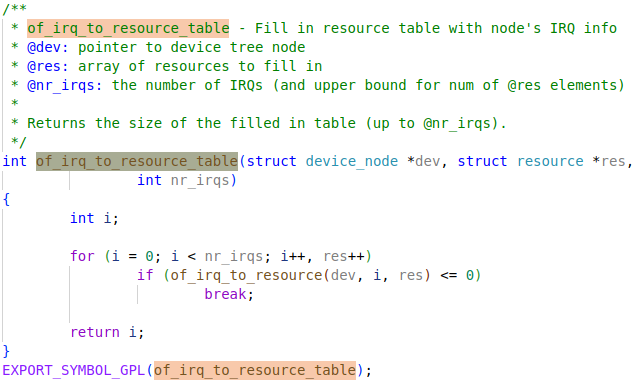 /**
 * of_irq_to_resource_table - Fill in resource table with node's IRQ info
 * @dev: pointer to device tree node
 * @res: array of resources to fill in
 * @nr_irqs: the number of IRQs (and upper bound for num of @res elements)
 *
 * Returns the size of the filled in table (up to @nr_irqs).
 */
int of_irq_to_resource_table(struct device_node *dev, struct resource *res,
		int nr_irqs)
{
	int i;

	for (i = 0; i < nr_irqs; i++, res++)
		if (of_irq_to_resource(dev, i, res) <= 0)
			break;

	return i;
}
EXPORT_SYMBOL_GPL(of_irq_to_resource_table);